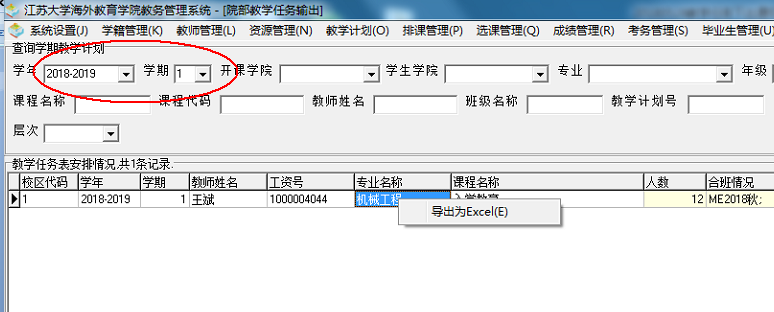 江苏大学海外教育学院教务管理系统 - [院部教学任务输出]
系统设置(J) 学籍管理(K) 教师管理(L) 资源管理(N) 教学计划(O) 排课管理(P) 选课管理(Q) 成绩管理(R) 考务管理(S) 毕业生管理(U)
查询学期教学计划
学年 2018-2019 学期 1 开课学院 学生学院 专业 年级
课程名称 课程代码 教师姓名 班级名称 教学计划号
层次
教学任务表安排情况.共1条记录.
校区代码 学年 学期 教师姓名 工资号 专业名称 课程名称 人数 合班情况
1 2018-2019 1 王斌 1000004044 机械工程 入学教育 12 ME2018秋;
导出为Excel(E)